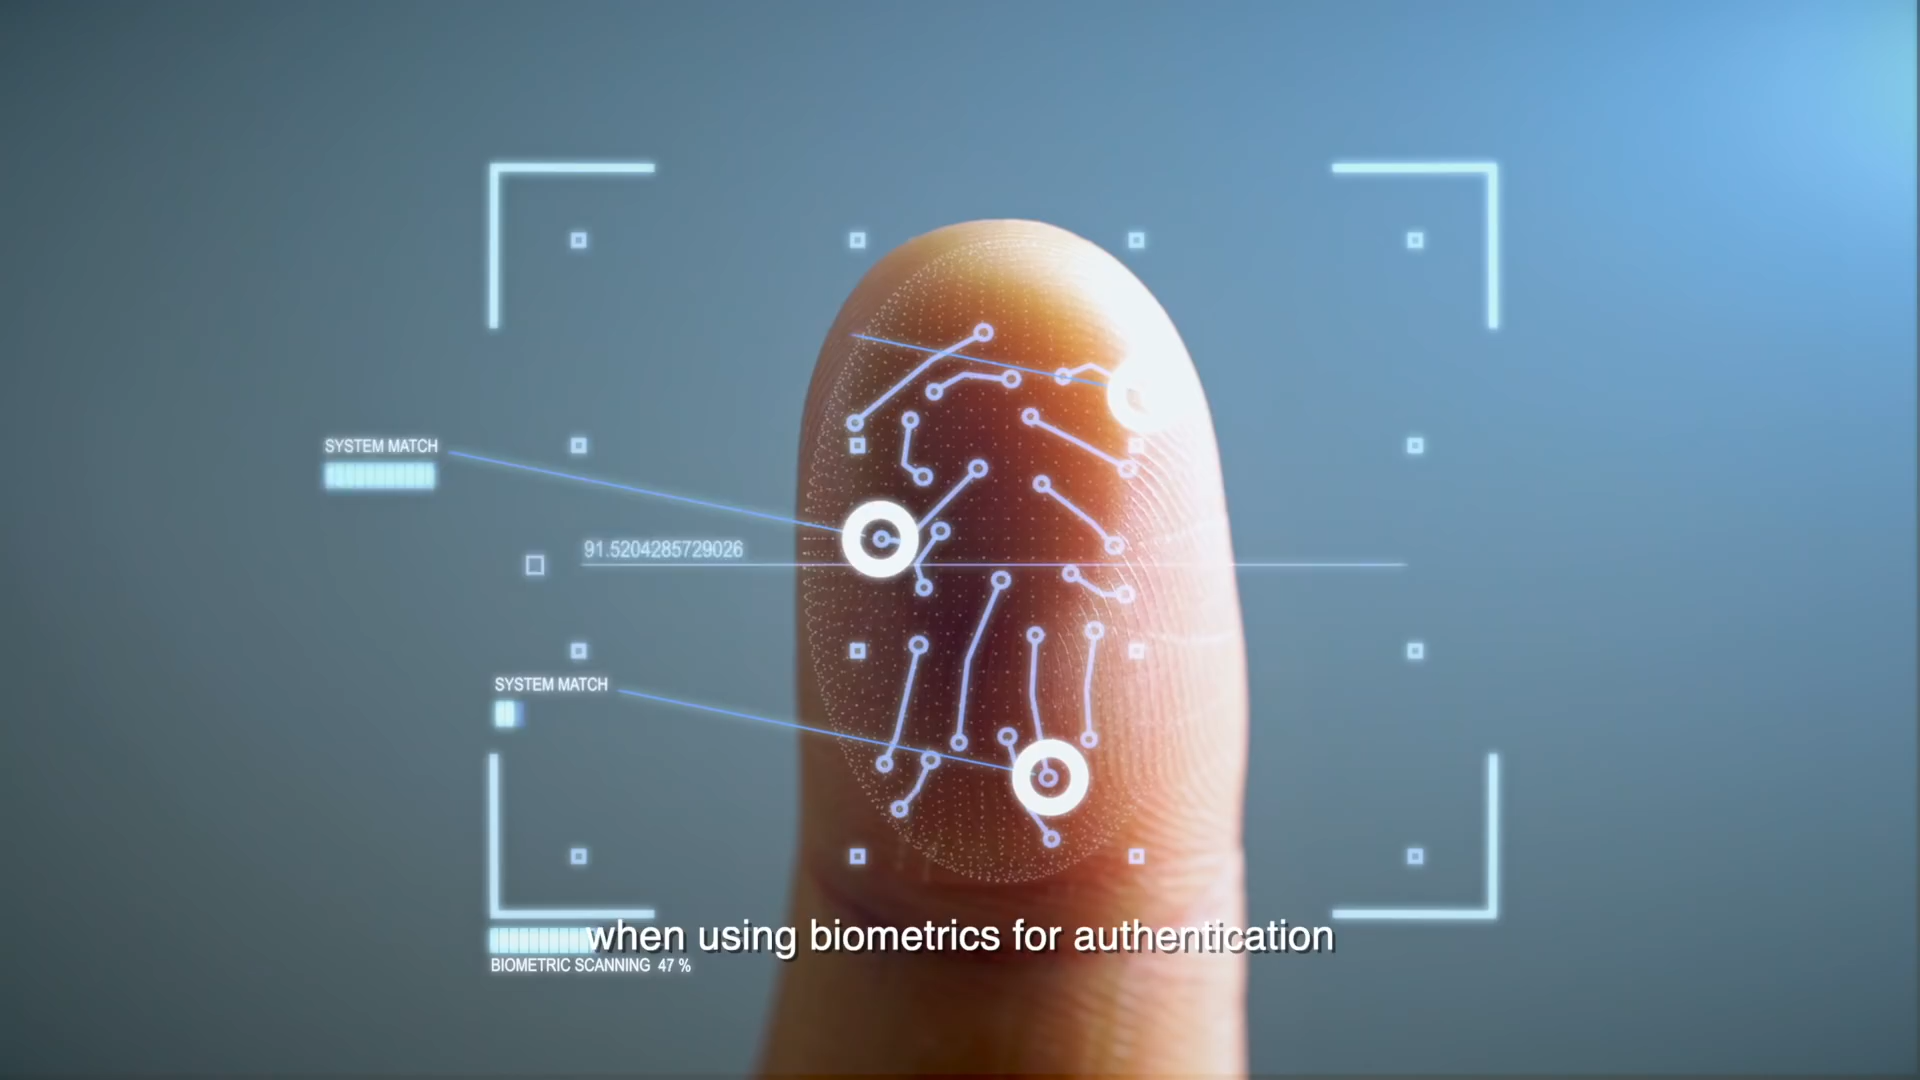 SYSTEM MATCH
91.5204285729026
SYSTEM MATCH
when using biometrics for authentication
BIOMETRIC SCANNING 47 %